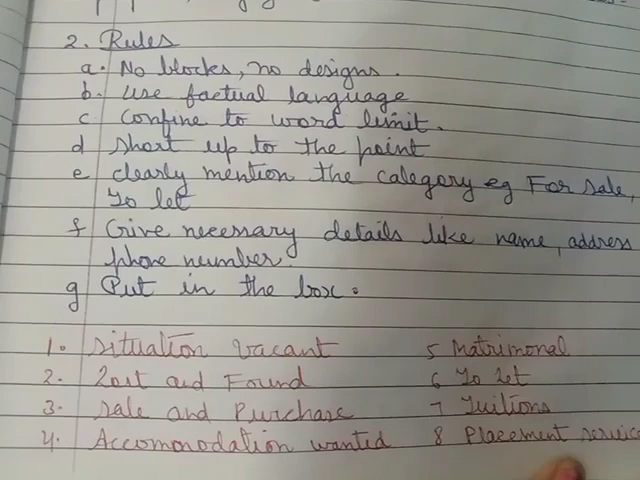 2. Rules
a. No blocks, no designs.
b. Use factual language
c Confine to word limit.
d Short up to the point
e clearly mention the category eg For sale,
To let
f Give necessary details like name, address
phone number.
g Put in the box.
1. Situation Vacant
2. Lost and Found
3. Sale and Purchase
4. Accomodation wanted
5 Matrimonal
6 To Let
7 Tuitions
8 Placement service